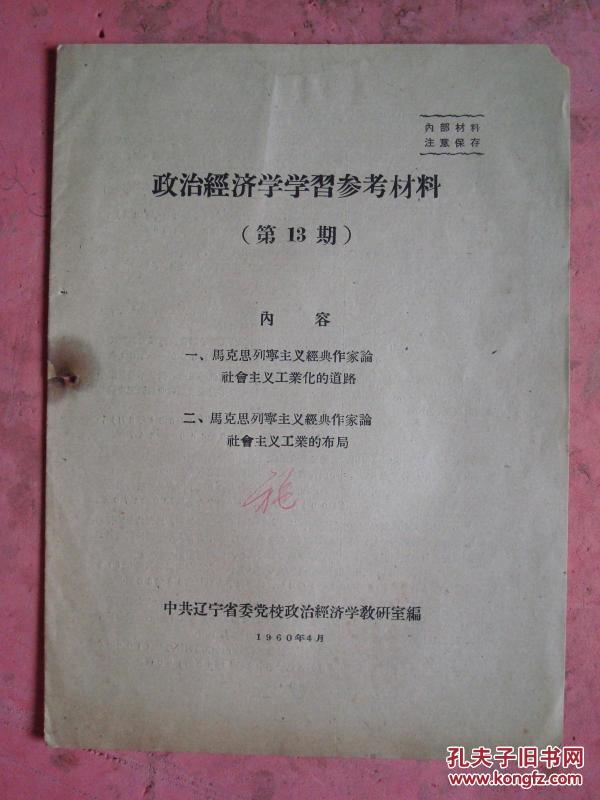 內部材料
注意保存
政治經济学学習参考材料
（第 13 期）
內 容
一、馬克思列寧主义經典作家論
社會主义工業化的道路
二、馬克思列寧主义經典作家論
社會主义工業的布局
中共辽宁省委党校政治經济学敎研室編
1960年4月
孔夫子旧书网
www.kongfz.com